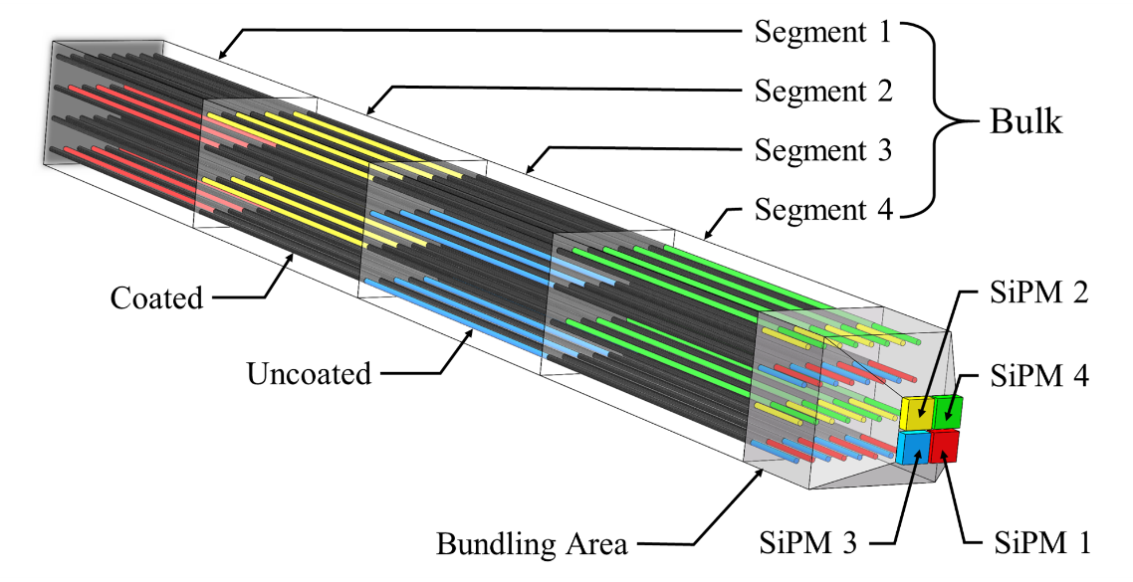 Segment 1
Segment 2
Bulk
Segment 3
Segment 4
SiPM 2
Coated
SiPM 4
Uncoated
Bundling Area
SiPM 3
SiPM 1